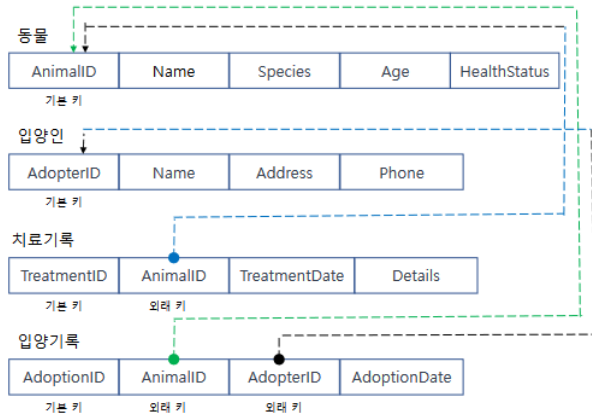 동물
AnimalID Name Species Age HealthStatus
기본 키
입양인
AdopterID Name Address Phone
기본 키
치료기록
TreatmentID AnimalID TreatmentDate Details
기본 키 외래 키
입양기록
AdoptionID AnimalID AdopterID AdoptionDate
기본 키 외래 키 외래 키